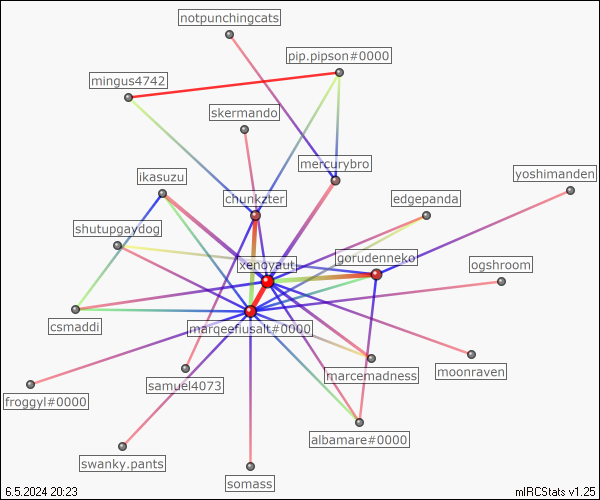 notpunchingcats
pip.pipson#0000
mingus4742
skermando
mercurybro
yoshimanden
ikasuzu
chunkzter
edgepanda
shutupgaydog
xenoyaut
gorudenneko
ogshroom
csmaddi
marqeefiusalt#0000
marcemadness
moonraven
samuel4073
froggyl#0000
albamare#0000
swanky.pants
somass
6.5.2024 20:23
mIRCStats v1.25